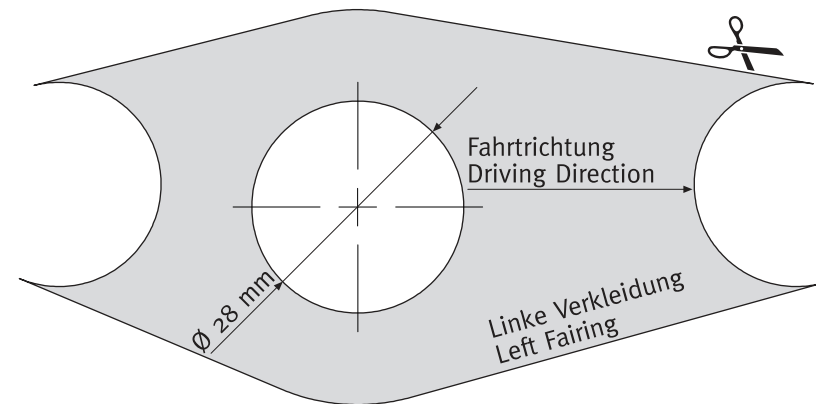 Fahrtrichtung
Driving Direction
Ø 28 mm
Linke Verkleidung
Left Fairing